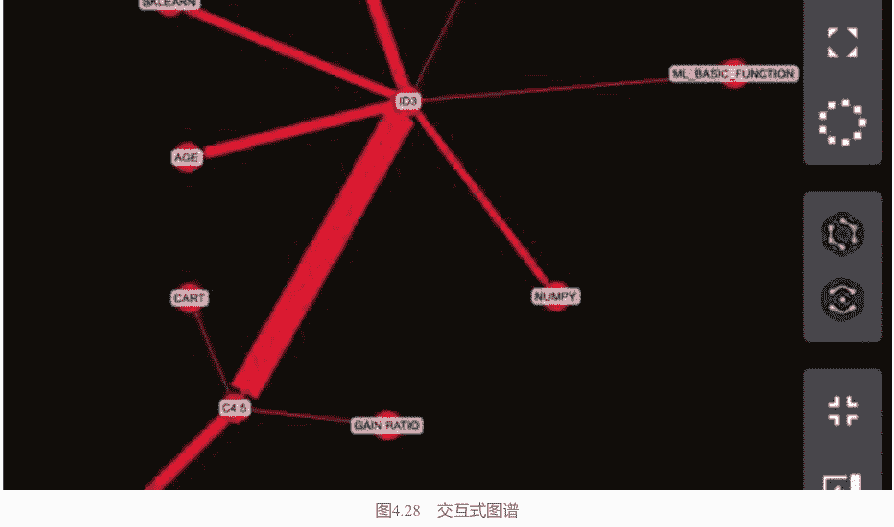 SKLEARN
ID3
ML_BASIC_FUNCTION
AGE
CART
NUMPY
C4.5
GAIN RATIO
图4.28 交互式图谱